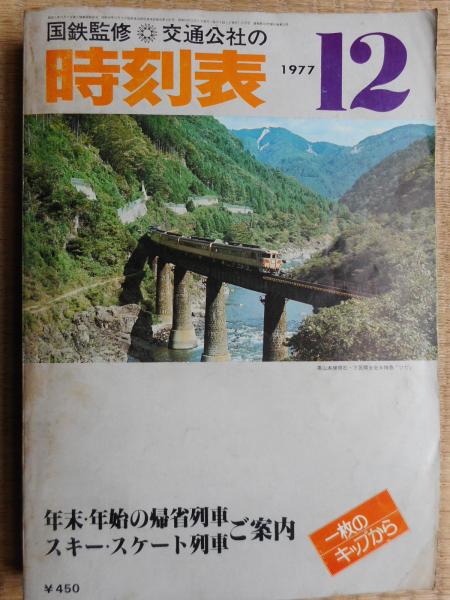 国鉄監修 交通公社の
時刻表
1977 12
年末・年始の帰省列車
スキー・スケート列車
ご案内
一枚の
キップから
¥450